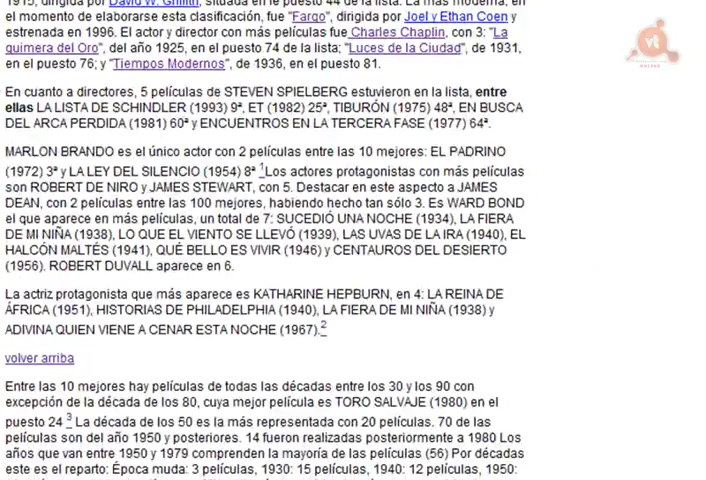 1915, dirigida por David W. Griffith, situada en el puesto 44 de la lista. La más moderna, en
el momento de elaborarse esta clasificación, fue "Fargo", dirigida por Joel y Ethan Coen y
estrenada en 1996. El actor y director con más películas fue Charles Chaplin, con 3: "La
quimera del Oro", del año 1925, en el puesto 74 de la lista; "Luces de la Ciudad", de 1931,
en el puesto 76; y "Tiempos Modernos", de 1936, en el puesto 81.
En cuanto a directores, 5 películas de STEVEN SPIELBERG estuvieron en la lista, entre
ellas LA LISTA DE SCHINDLER (1993) 9ª, ET (1982) 25ª, TIBURÓN (1975) 48ª, EN BUSCA
DEL ARCA PERDIDA (1981) 60ª y ENCUENTROS EN LA TERCERA FASE (1977) 64ª.
MARLON BRANDO es el único actor con 2 películas entre las 10 mejores: EL PADRINO
(1972) 3ª y LA LEY DEL SILENCIO (1954) 8ª 1Los actores protagonistas con más películas
son ROBERT DE NIRO y JAMES STEWART, con 5. Destacar en este aspecto a JAMES
DEAN, con 2 películas entre las 100 mejores, habiendo hecho tan sólo 3. Es WARD BOND
el que aparece en más películas, un total de 7: SUCEDIÓ UNA NOCHE (1934), LA FIERA
DE MI NIÑA (1938), LO QUE EL VIENTO SE LLEVÓ (1939), LAS UVAS DE LA IRA (1940), EL
HALCÓN MALTÉS (1941), QUÉ BELLO ES VIVIR (1946) y CENTAUROS DEL DESIERTO
(1956). ROBERT DUVALL aparece en 6.
La actriz protagonista que más aparece es KATHARINE HEPBURN, en 4: LA REINA DE
ÁFRICA (1951), HISTORIAS DE PHILADELPHIA (1940), LA FIERA DE MI NIÑA (1938) y
ADIVINA QUIEN VIENE A CENAR ESTA NOCHE (1967).2
volver arriba
Entre las 10 mejores hay películas de todas las décadas entre los 30 y los 90 con
excepción de la década de los 80, cuya mejor película es TORO SALVAJE (1980) en el
puesto 24 3 La década de los 50 es la más representada con 20 películas. 70 de las
películas son del año 1950 y posteriores. 14 fueron realizadas posteriormente a 1980 Los
años que van entre 1950 y 1979 comprenden la mayoría de las películas (56) Por décadas
este es el reparto: Época muda: 3 películas, 1930: 15 películas, 1940: 12 películas, 1950:
vt